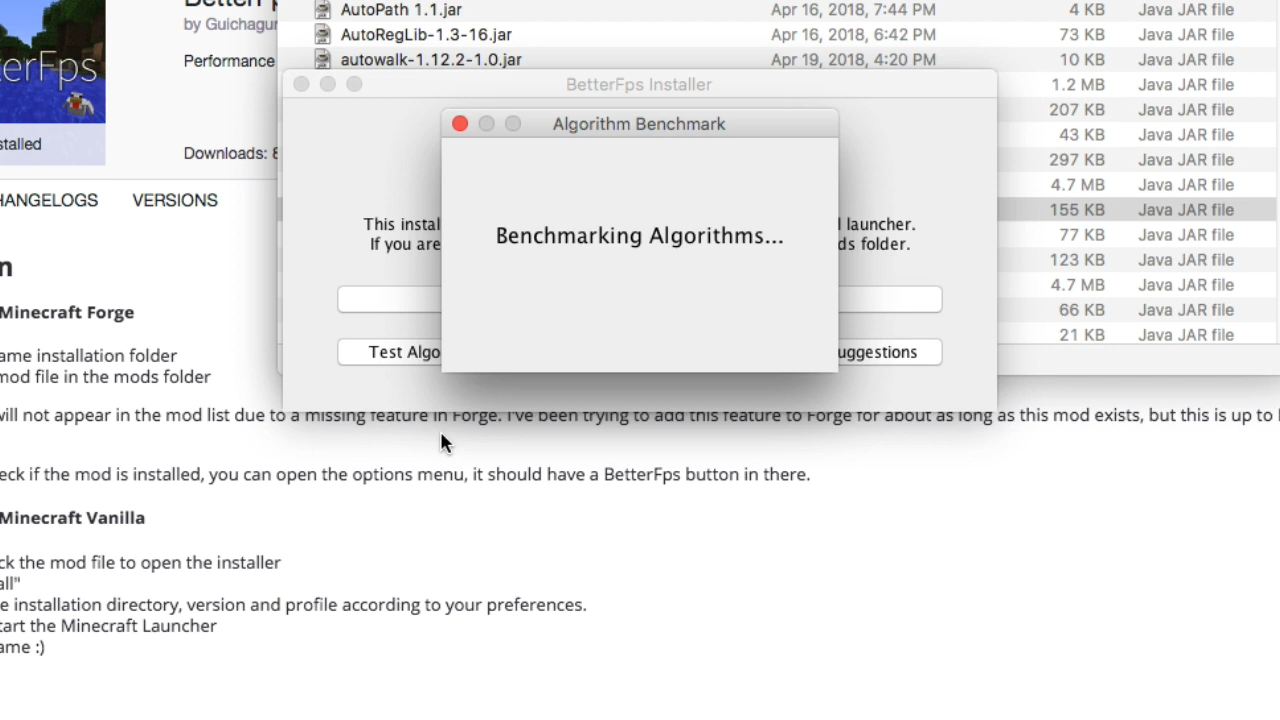 AutoPath 1.1.jar Apr 16, 2018, 7:44 PM 4 KB Java JAR file
by Guichagur
AutoRegLib-1.3-16.jar Apr 16, 2018, 6:42 PM 73 KB Java JAR file
erFps
Performance
autowalk-1.12.2-1.0.jar Apr 19, 2018, 4:20 PM 10 KB Java JAR file
BetterFps Installer
1.2 MB Java JAR file
207 KB Java JAR file
Algorithm Benchmark
43 KB Java JAR file
stalled
Downloads: 8
297 KB Java JAR file
4.7 MB Java JAR file
HANGELOGS VERSIONS
155 KB Java JAR file
This instal l launcher.
Benchmarking Algorithms...
77 KB Java JAR file
If you are ds folder.
n
123 KB Java JAR file
4.7 MB Java JAR file
Minecraft Forge
66 KB Java JAR file
21 KB Java JAR file
Test Algo uggestions
ame installation folder
mod file in the mods folder
will not appear in the mod list due to a missing feature in Forge. I've been trying to add this feature to Forge for about as long as this mod exists, but this is up to
eck if the mod is installed, you can open the options menu, it should have a BetterFps button in there.
Minecraft Vanilla
ck the mod file to open the installer
all"
e installation directory, version and profile according to your preferences.
tart the Minecraft Launcher
ame :)